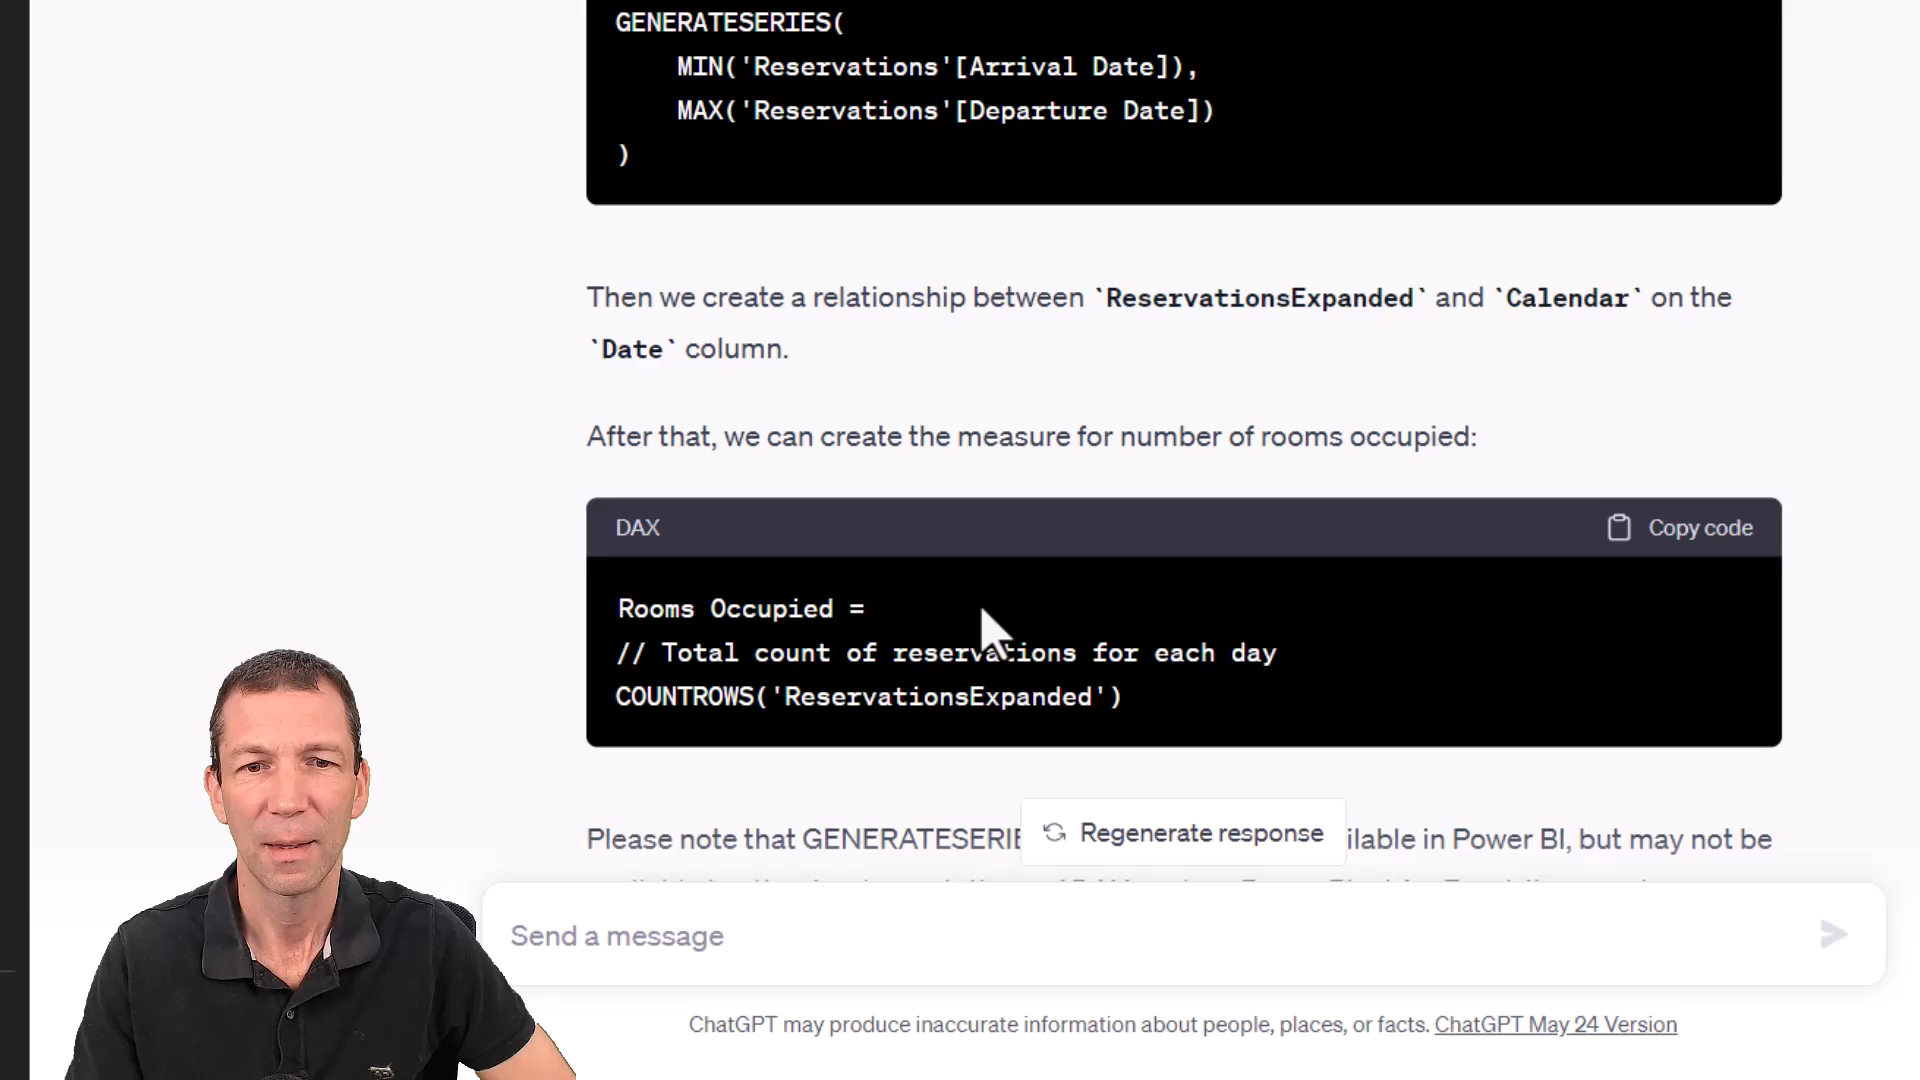 GENERATESERIES(
MIN('Reservations'[Arrival Date]),
MAX('Reservations'[Departure Date])
)
Then we create a relationship between `ReservationsExpanded` and `Calendar` on the
`Date` column.
After that, we can create the measure for number of rooms occupied:
DAX
Copy code
Rooms Occupied =
// Total count of reservations for each day
COUNTROWS('ReservationsExpanded')
Please note that GENERATESERIE ilable in Power BI, but may not be
Regenerate response
Send a message
ChatGPT may produce inaccurate information about people, places, or facts. ChatGPT May 24 Version